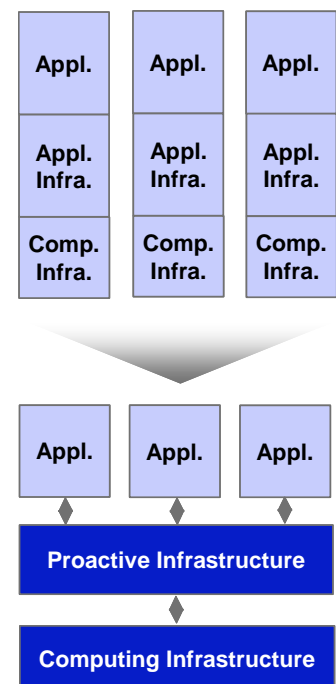 Appl. Appl. Appl.
Appl. Appl. Appl.
Infra. Infra. Infra.
Comp. Comp. Comp.
Infra. Infra. Infra.
Appl. Appl. Appl.
Proactive Infrastructure
Computing Infrastructure